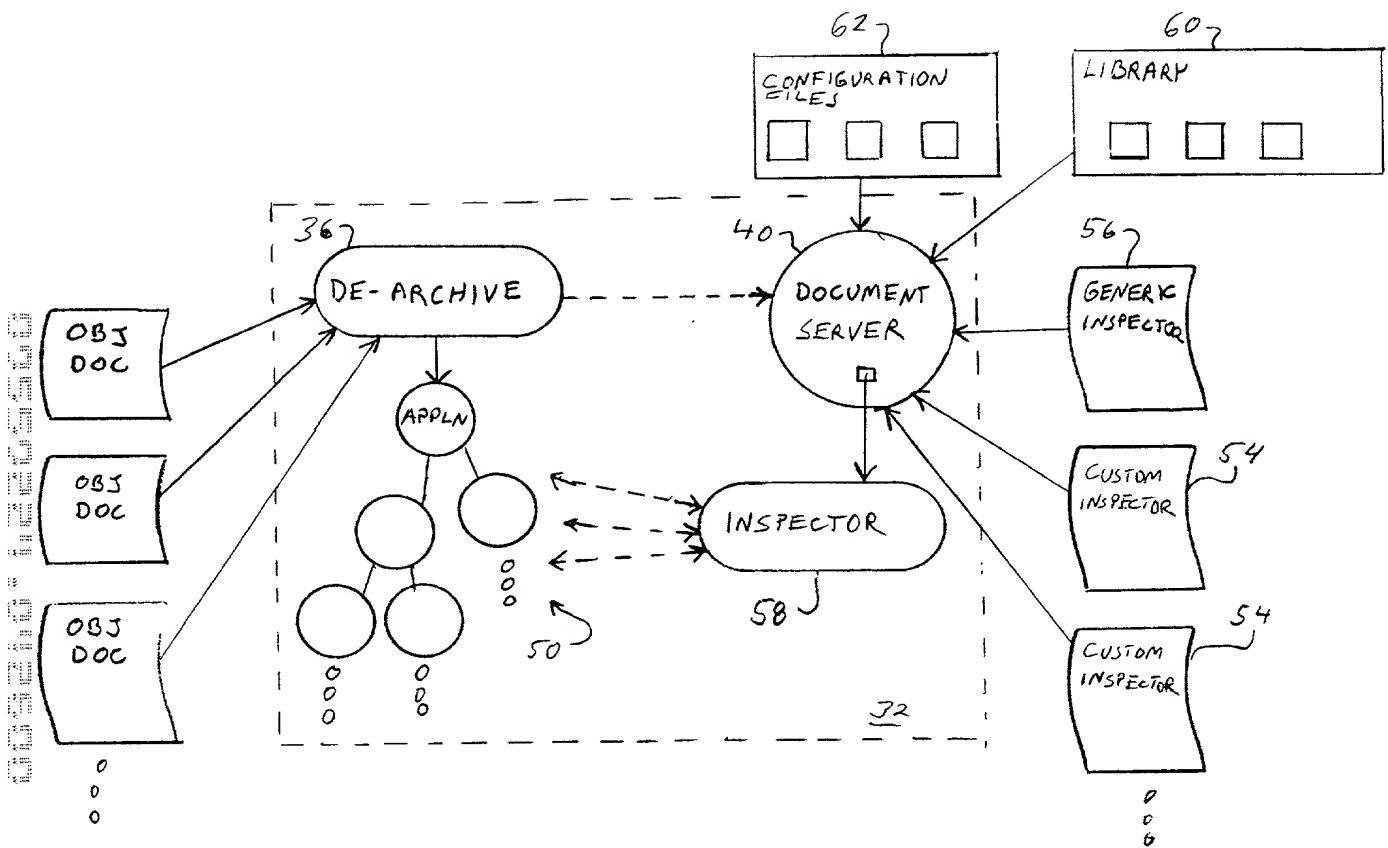 62
60
CONFIGURATION
FILES
LIBRARY
36
40
56
DE-ARCHIVE
DOCUMENT
SERVER
GENERIC
INSPECTOR
OBJ
DOC
APPLN
OBJ
DOC
CUSTOM
INSPECTOR
54
INSPECTOR
58
50
OBJ
DOC
CUSTOM
INSPECTOR
54
32